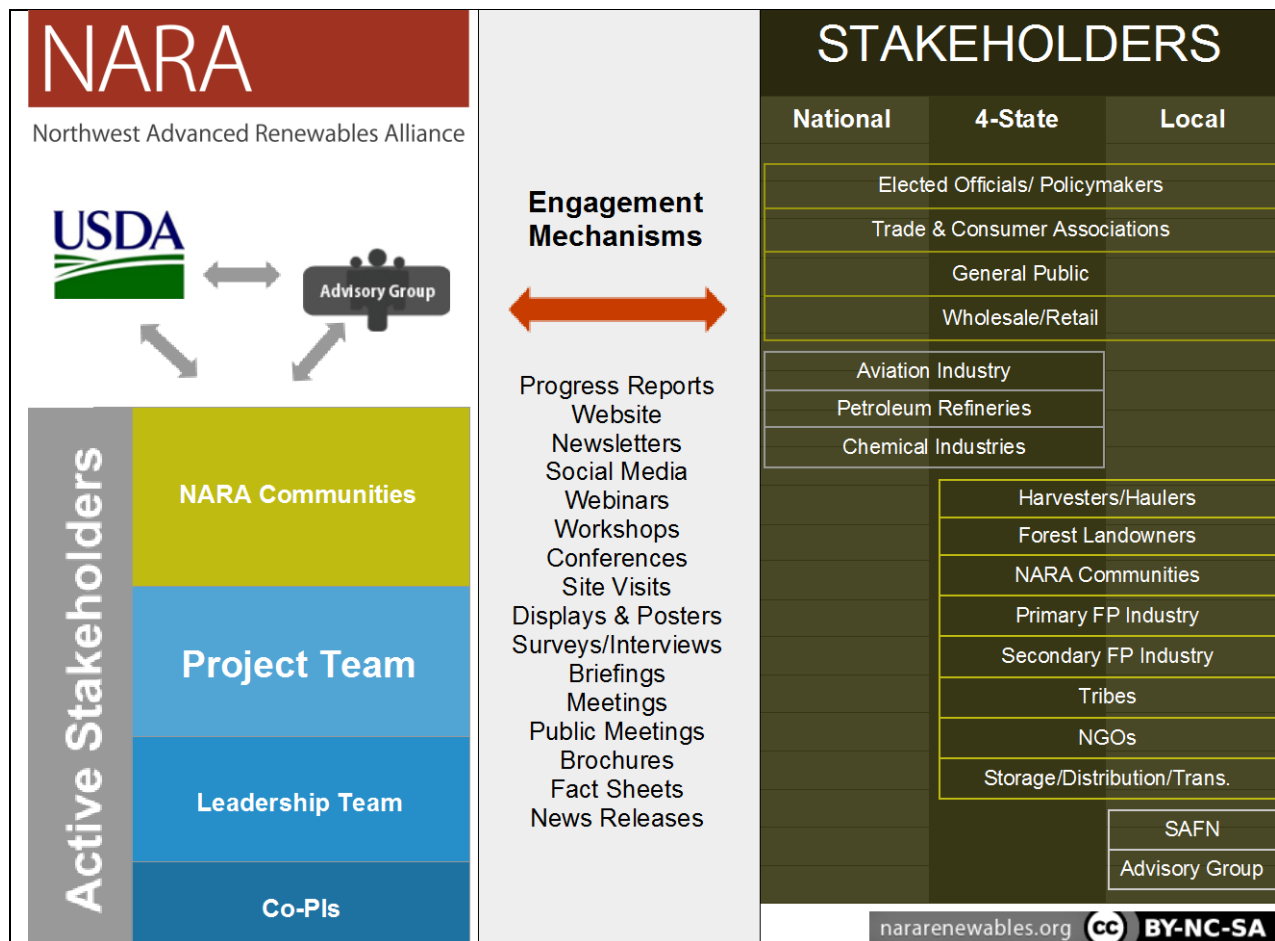 NARA
Northwest Advanced Renewables Alliance
USDA
Advisory Group
Active Stakeholders
NARA Communities
Project Team
Leadership Team
Co-PIs
Engagement
Mechanisms
Progress Reports
Website
Newsletters
Social Media
Webinars
Workshops
Conferences
Site Visits
Displays & Posters
Surveys/Interviews
Briefings
Meetings
Public Meetings
Brochures
Fact Sheets
News Releases
STAKEHOLDERS
National 4-State Local
Elected Officials/ Policymakers
Trade & Consumer Associations
General Public
Wholesale/Retail
Aviation Industry
Petroleum Refineries
Chemical Industries
Harvesters/Haulers
Forest Landowners
NARA Communities
Primary FP Industry
Secondary FP Industry
Tribes
NGOs
Storage/Distribution/Trans.
SAFN
Advisory Group
nararenewables.org cc BY-NC-SA